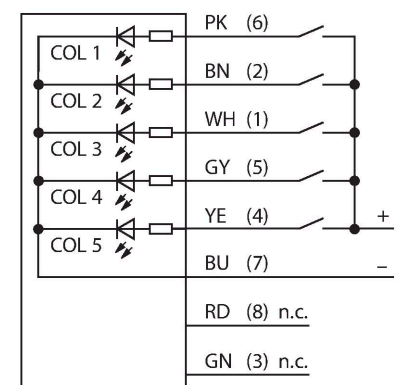 PK (6)
COL 1
BN (2)
COL 2
WH (1)
COL 3
GY (5)
COL 4
YE (4)
+
COL 5
BU (7)
–
RD (8) n.c.
GN (3) n.c.